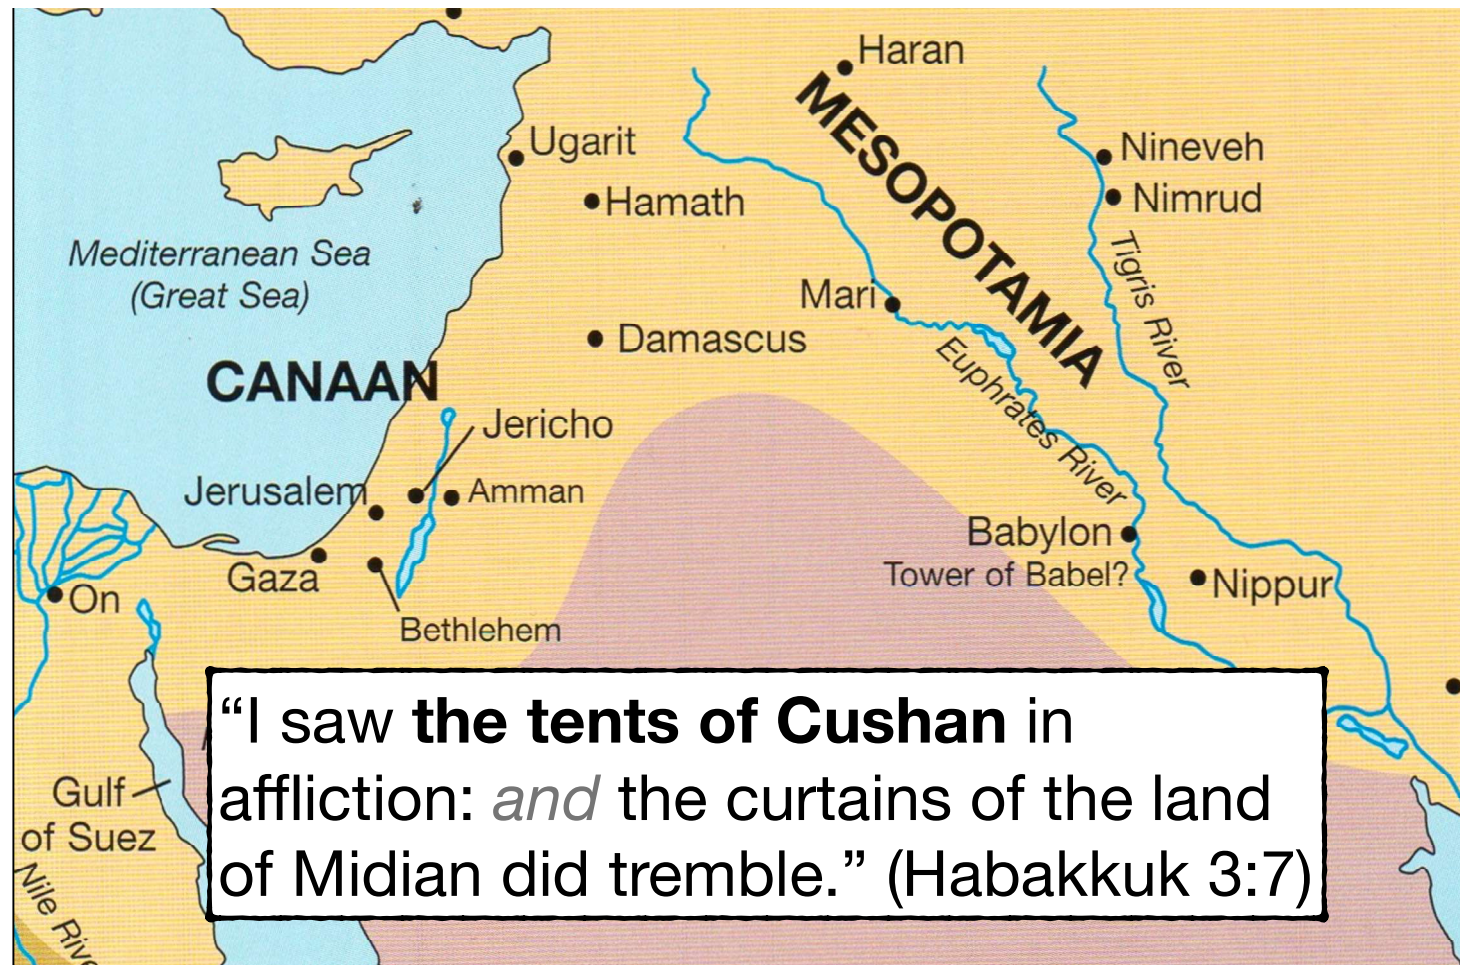 Haran
MESOPOTAMIA
Ugarit
Nineveh
Hamath
Nimrud
Mediterranean Sea
(Great Sea)
Tigris River
Mari
Damascus
CANAAN
Euphrates River
Jericho
Jerusalem
Amman
Babylon
Tower of Babel?
Nippur
Gaza
On
Bethlehem
“I saw the tents of Cushan in
affliction: and the curtains of the land
of Midian did tremble.” (Habakkuk 3:7)
Gulf
of Suez
Nile